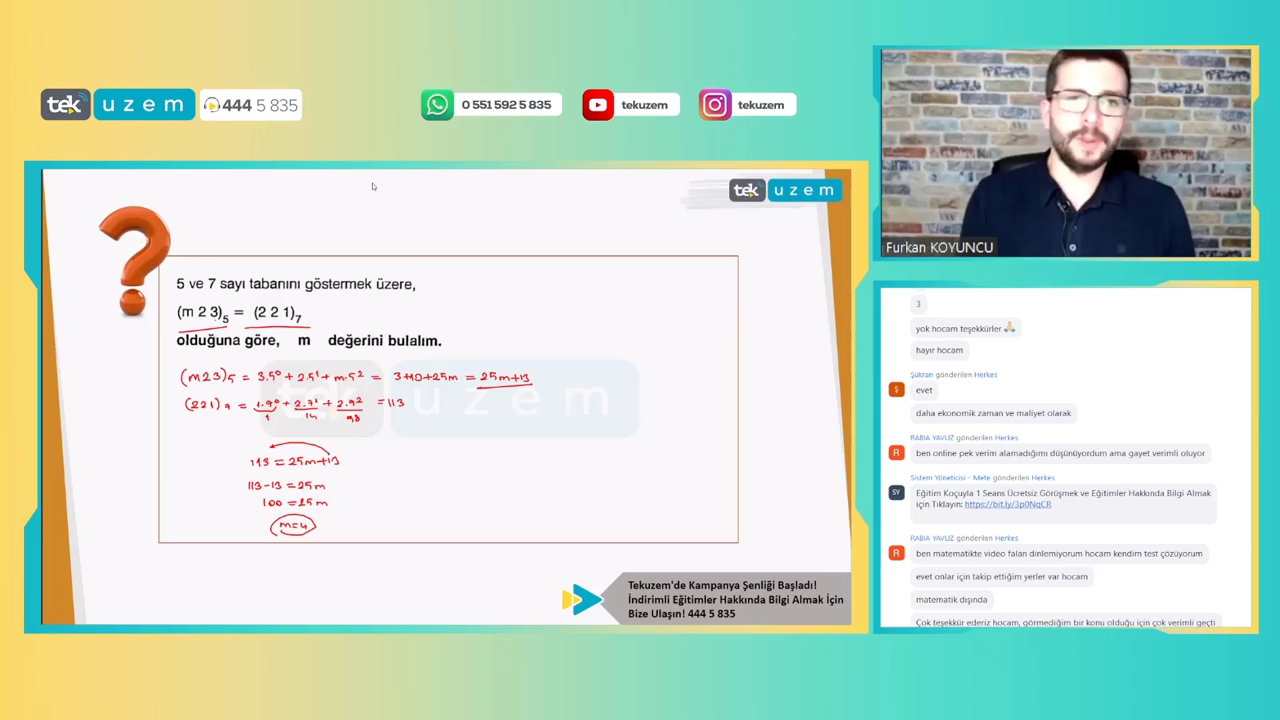 tek uzem 444 5 835
0 551 592 5 835
tekuzem
tekuzem
tek uzem
5 ve 7 sayı tabanını göstermek üzere,
(m 2 3)₅ = (2 2 1)₇
olduğuna göre, m değerini bulalım.
(m23)₅ = 3.5⁰ + 2.5¹ + m.5² = 3+10+25m = 25m+13
(221)₇ = 1.7⁰ + 2.7¹ + 2.7² = 113
1 14 98
tek uzem
113 = 25m+13
113-13 = 25m
100 = 25m
m=4
Tekuzem'de Kampanya Şenliği Başladı!
İndirimli Eğitimler Hakkında Bilgi Almak İçin
Bize Ulaşın! 444 5 835
Furkan KOYUNCU
3
yok hocam teşekkürler 🙏🏻
hayır hocam
Şükran gönderilen Herkes
Ş
evet
daha ekonomik zaman ve maliyet olarak
RABIA YAVUZ gönderilen Herkes
R
ben online pek verim alamadığımı düşünüyordum ama gayet verimli oluyor
Sistem Yöneticisi - Mete gönderilen Herkes
SY
Eğitim Koçuyla 1 Seans Ücretsiz Görüşmek ve Eğitimler Hakkında Bilgi Almak
için Tıklayın: https://bit.ly/3p0NqCR
RABIA YAVUZ gönderilen Herkes
R
ben matematikte video falan dinlemiyorum hocam kendim test çözüyorum
evet onlar için takip ettiğim yerler var hocam
matematik dışında
Çok teşekkür ederiz hocam, görmediğim bir konu olduğu için çok verimli geçti